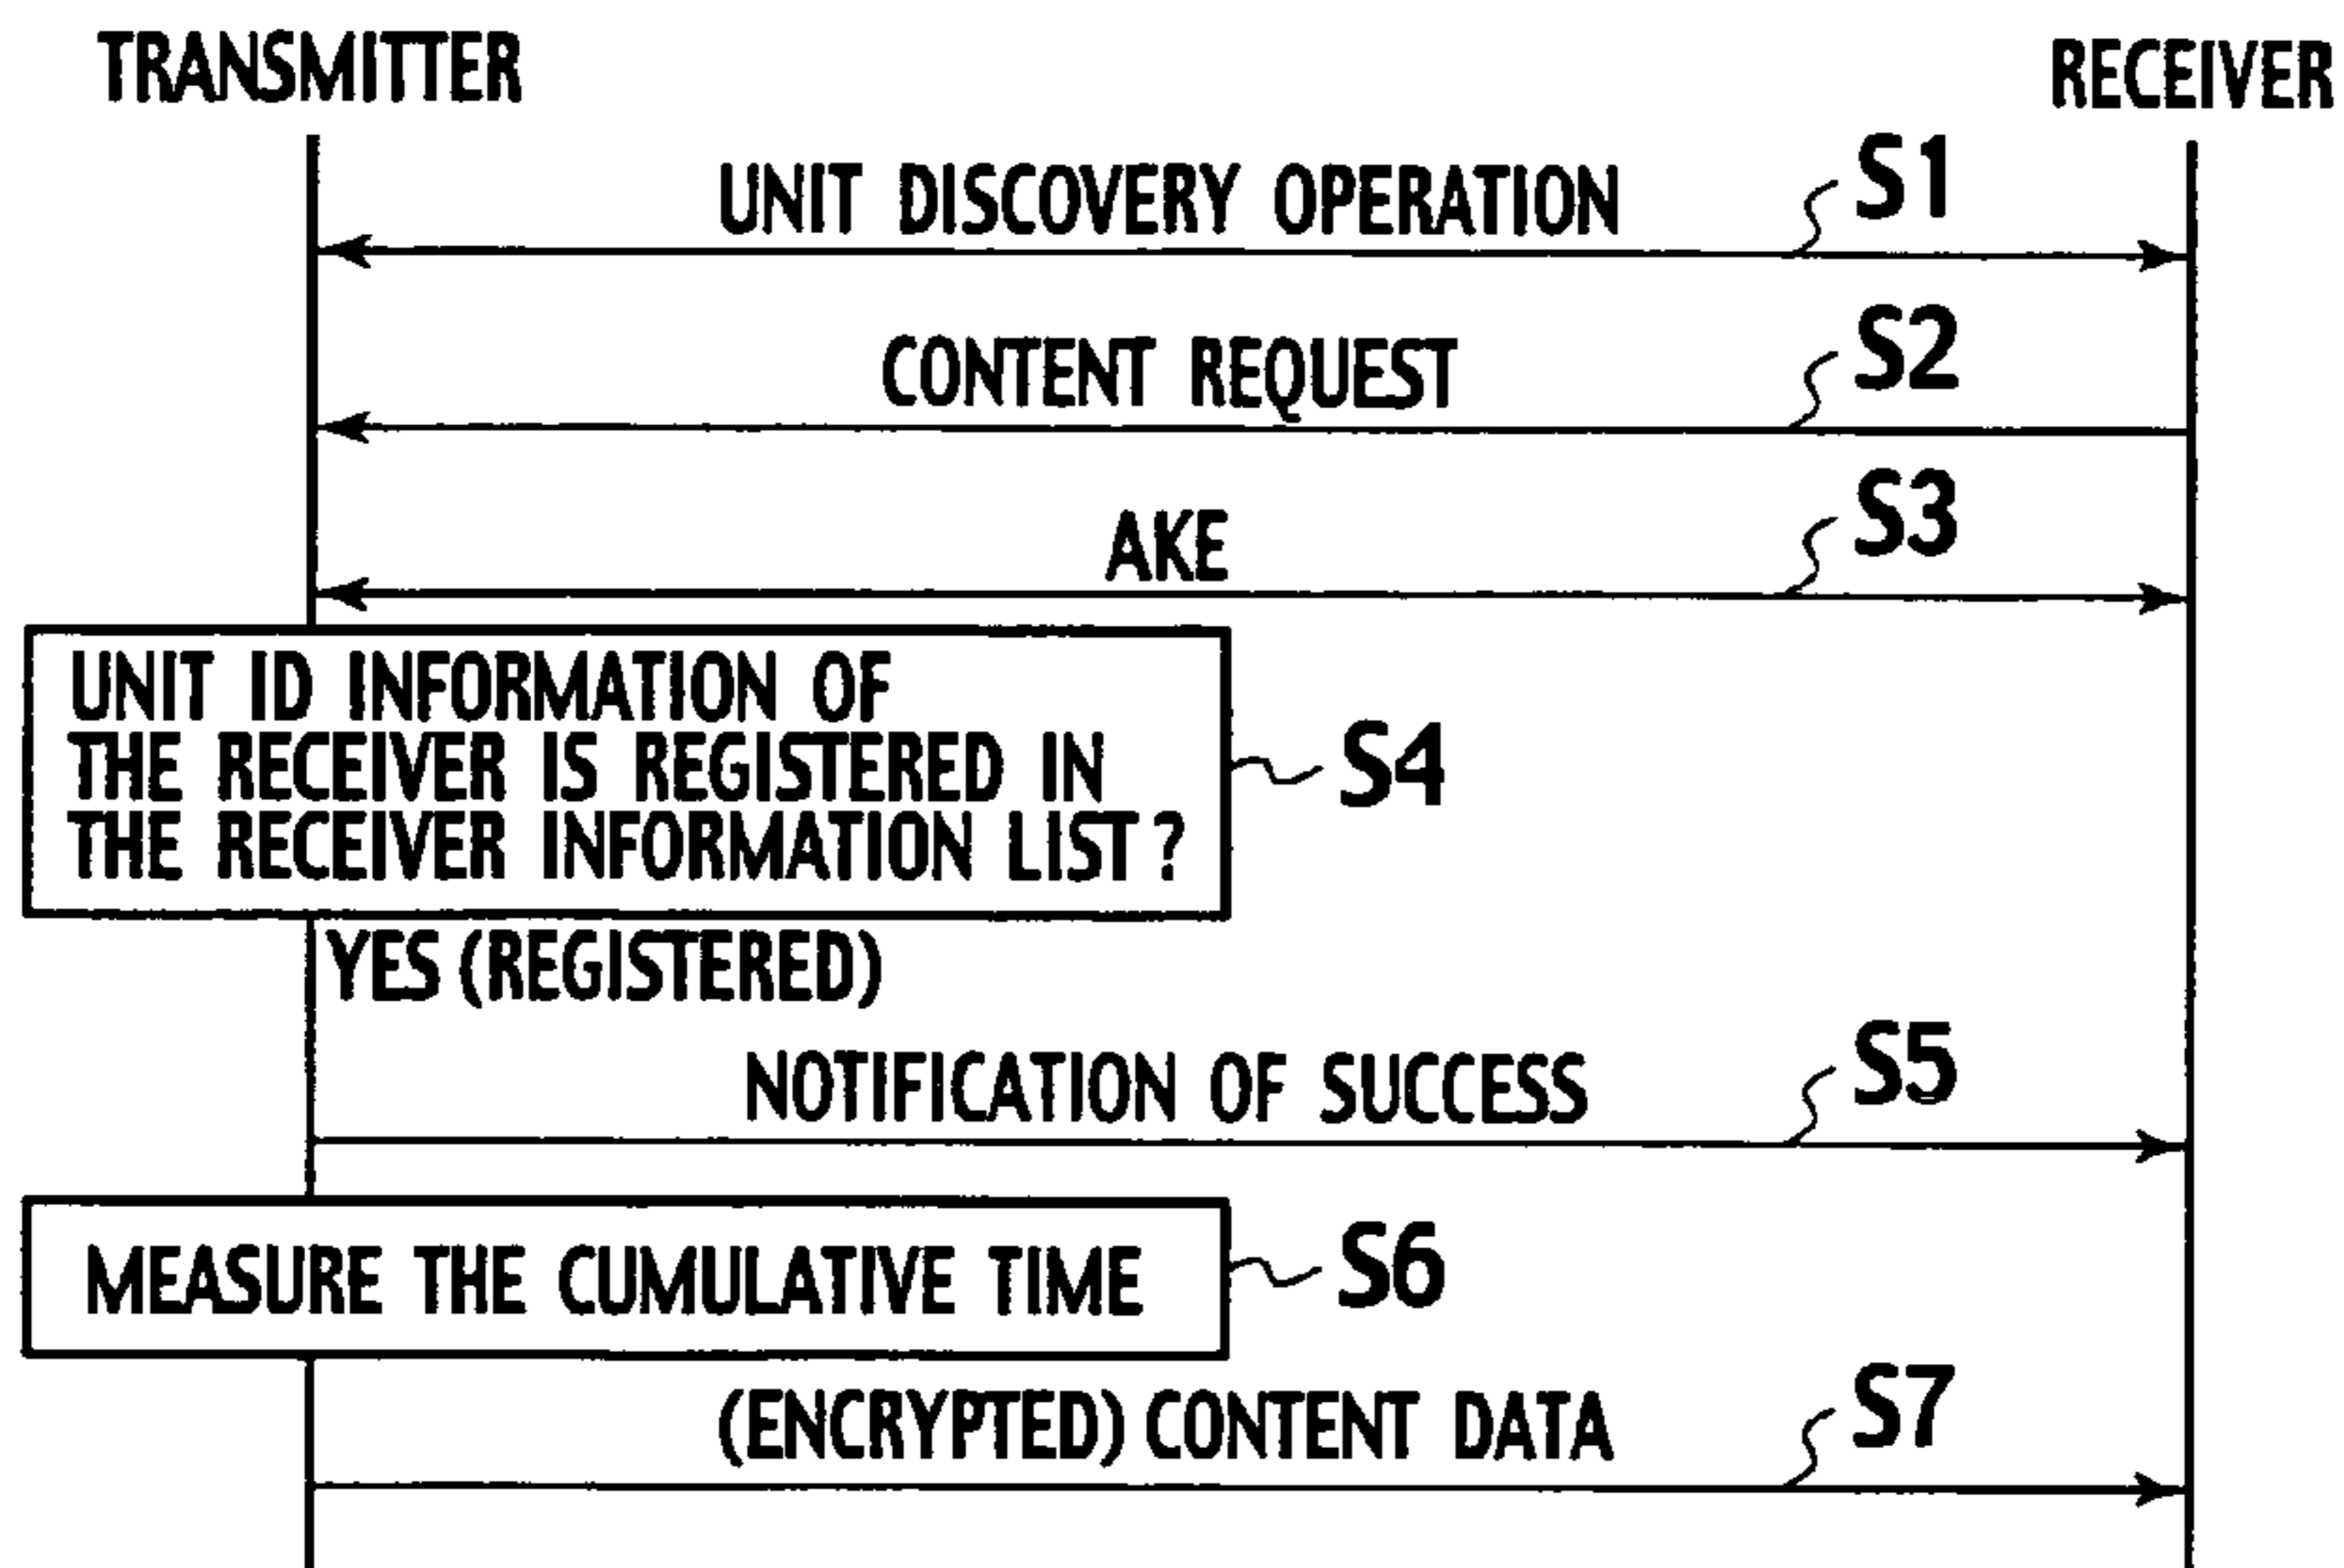 TRANSMITTER
RECEIVER
UNIT DISCOVERY OPERATION
S1
CONTENT REQUEST
S2
AKE
S3
UNIT ID INFORMATION OF
THE RECEIVER IS REGISTERED IN
THE RECEIVER INFORMATION LIST?
S4
YES (REGISTERED)
NOTIFICATION OF SUCCESS
S5
MEASURE THE CUMULATIVE TIME
S6
(ENCRYPTED) CONTENT DATA
S7